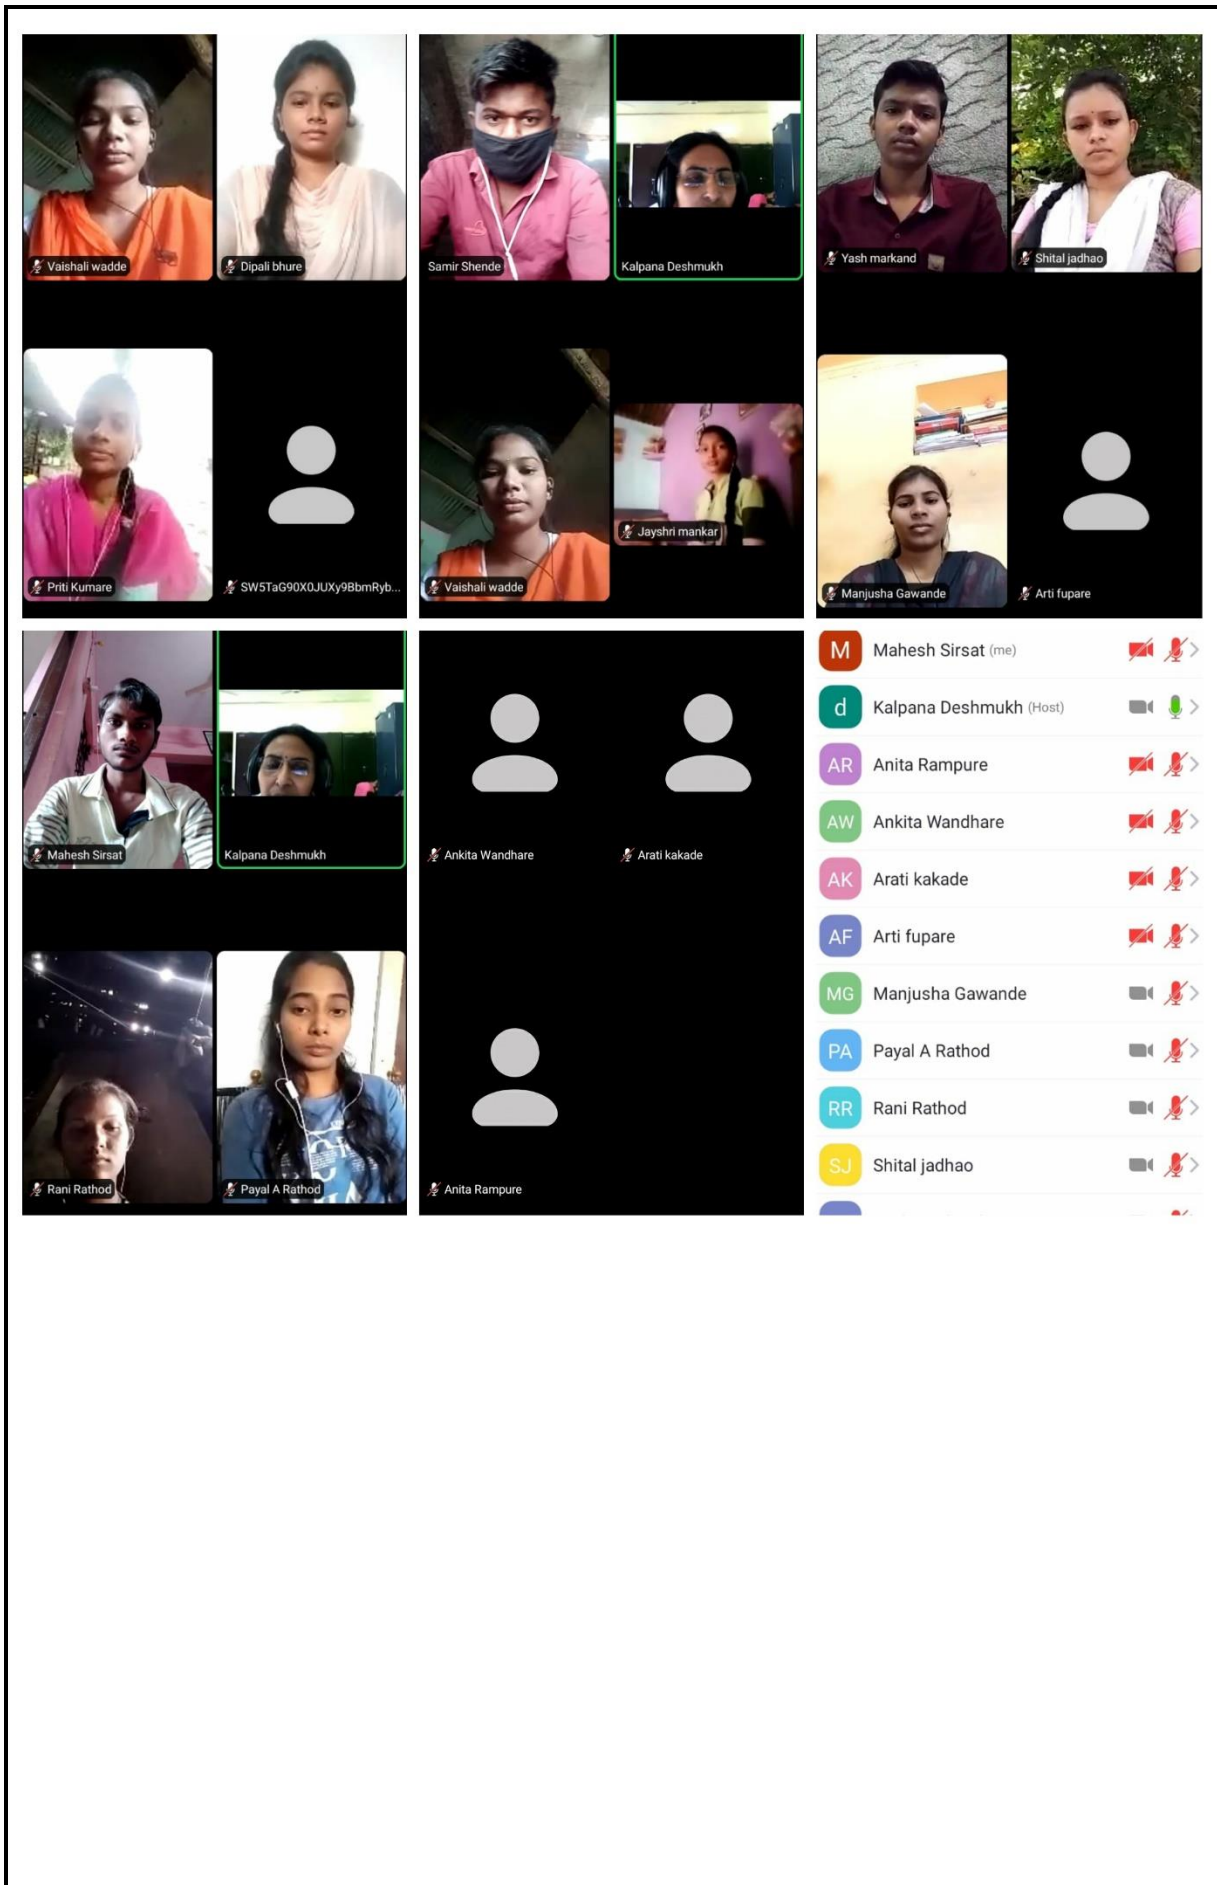 Vaishali wadde
Dipali bhure
Priti Kumare
SW5TaG90X0JUXy9BbmRyb...
Samir Shende
Kalpana Deshmukh
Vaishali wadde
Jayshri mankar
Yash markand
Shital jadhao
Manjusha Gawande
Arti fupare
Mahesh Sirsat
Kalpana Deshmukh
Rani Rathod
Payal A Rathod
Ankita Wandhare
Arati kakade
Anita Rampure
M Mahesh Sirsat (me)
d Kalpana Deshmukh (Host)
AR Anita Rampure
AW Ankita Wandhare
AK Arati kakade
AF Arti fupare
MG Manjusha Gawande
PA Payal A Rathod
RR Rani Rathod
SJ Shital jadhao